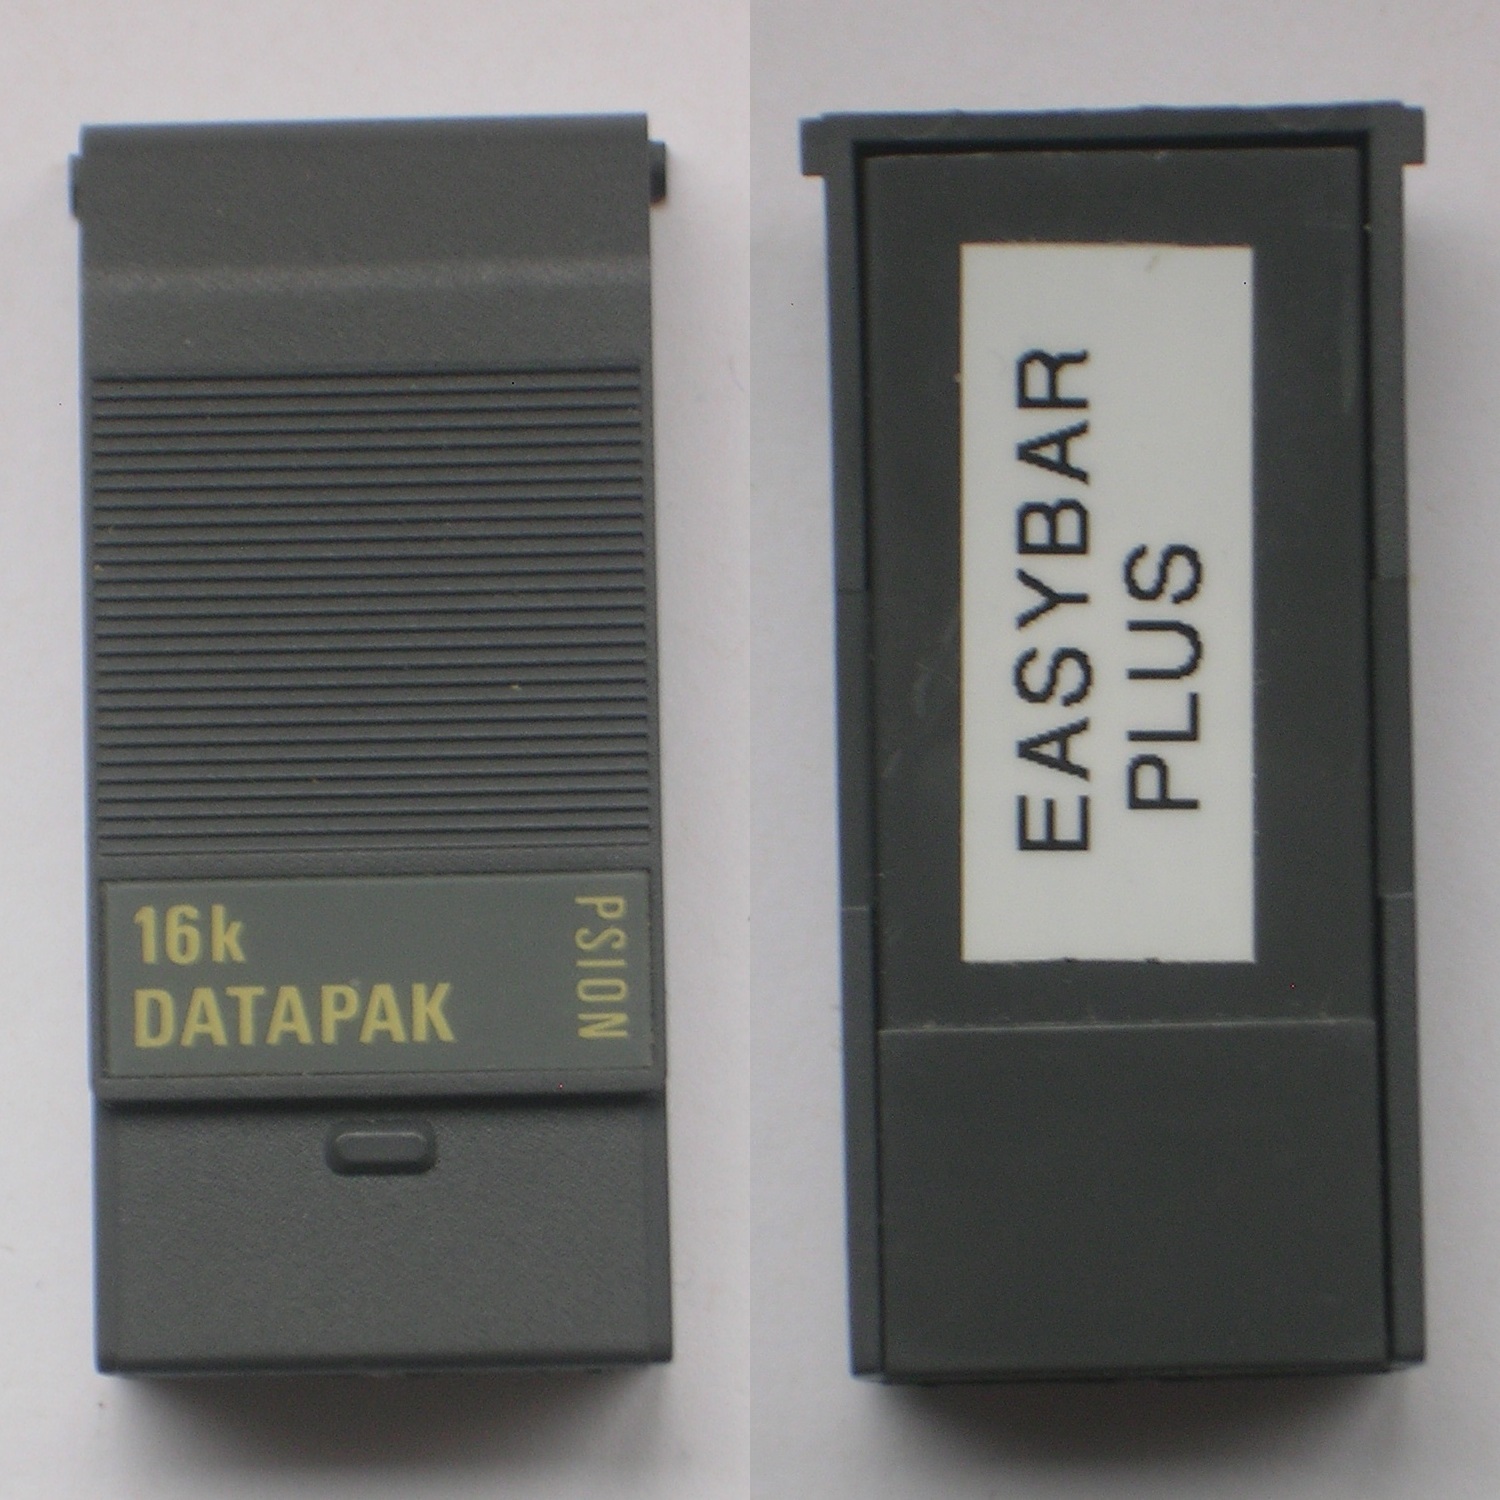 16k
DATAPAK
PSION
EASYBAR
PLUS